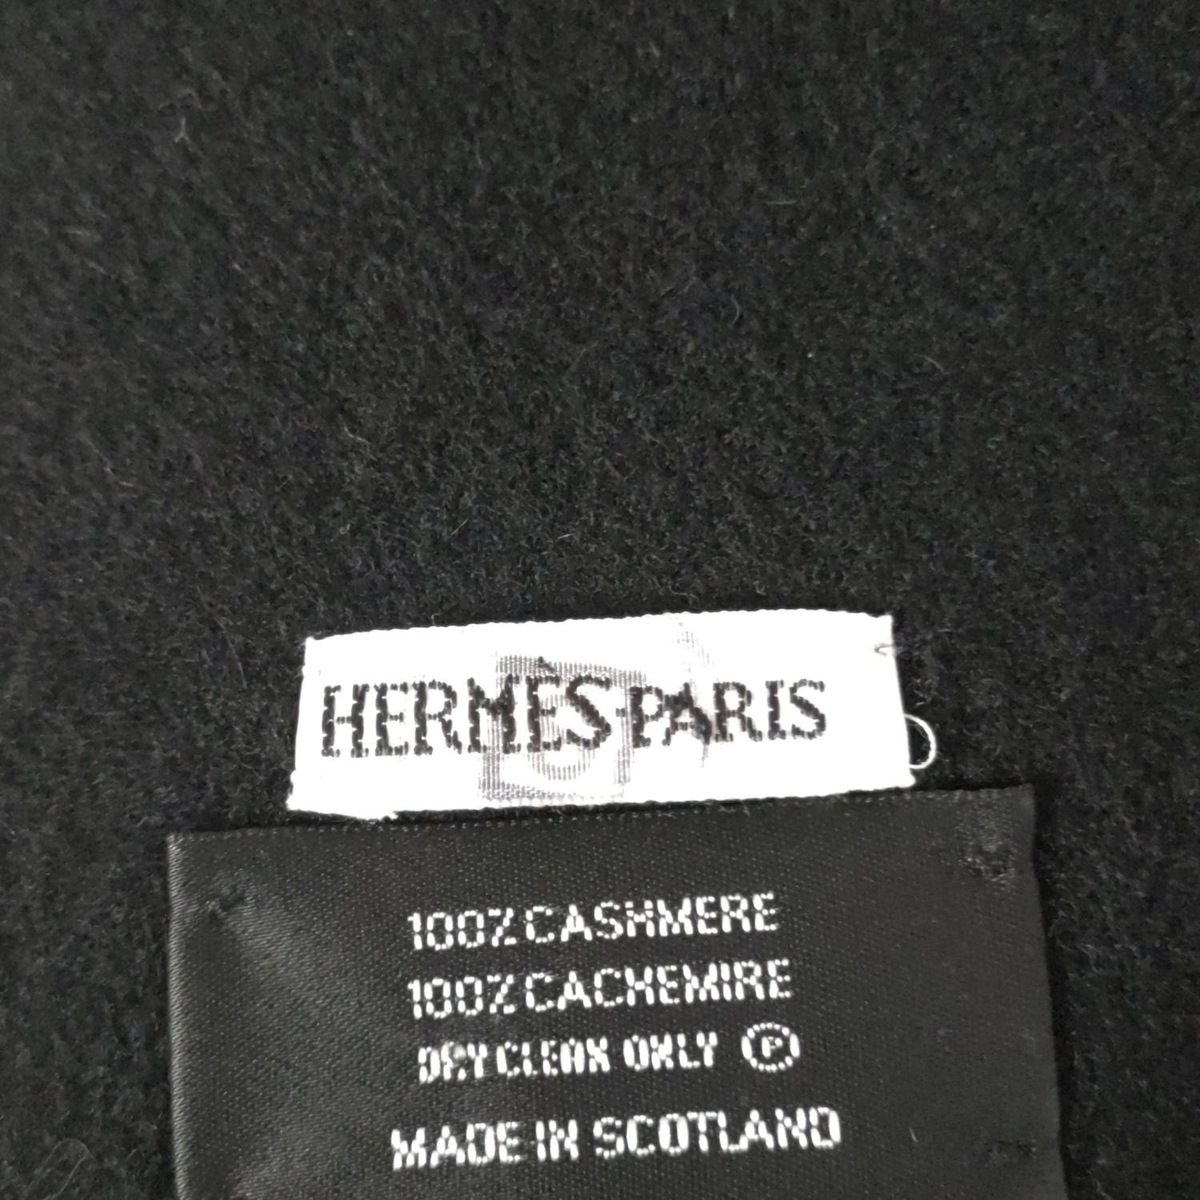 HERMÈS-PARIS
100% CASHMERE
100% CACHEMIRE
DRY CLEAN ONLY Ⓟ
MADE IN SCOTLAND